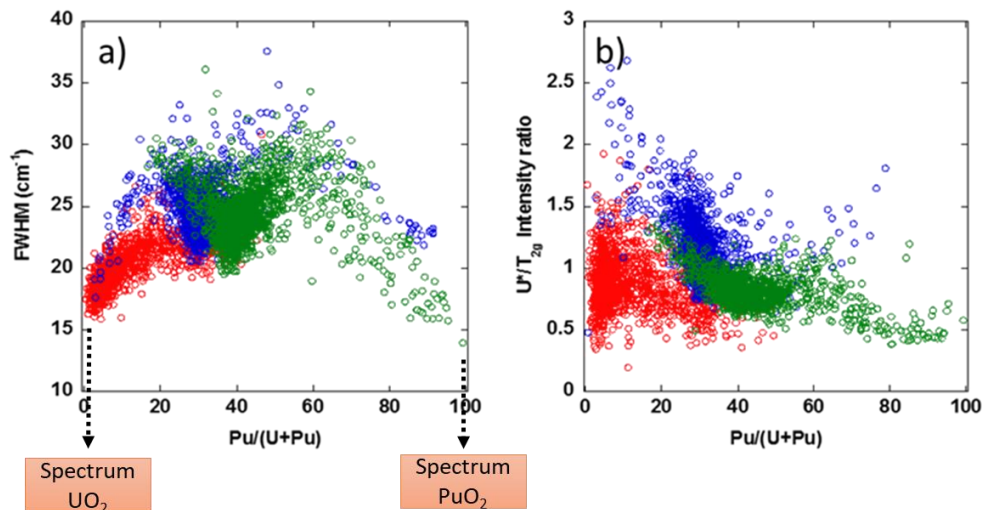 a)
40
35
30
25
20
15
10
FWHM (cm⁻¹)
0 20 40 60 80 100
Pu/(U+Pu)
Spectrum
UO₂
Spectrum
PuO₂
b)
3
2.5
2
1.5
1
0.5
0
U*/T₂g Intensity ratio
0 20 40 60 80 100
Pu/(U+Pu)